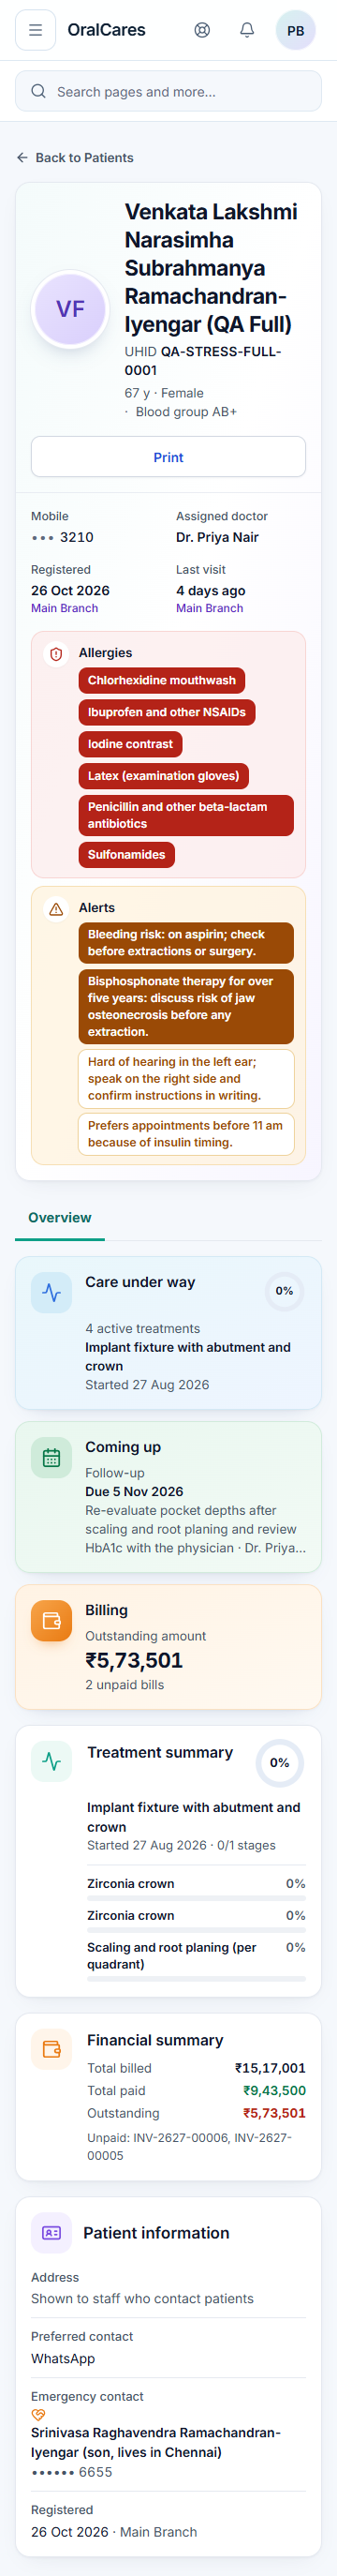 OralCares
PB
Search pages and more...
Back to Patients
VF
Venkata Lakshmi
Narasimha
Subrahmanya
Ramachandran-
Iyengar (QA Full)
UHID QA-STRESS-FULL-
0001
67 y · Female
· Blood group AB+
Print
Mobile
••• 3210
Assigned doctor
Dr. Priya Nair
Registered
26 Oct 2026
Main Branch
Last visit
4 days ago
Main Branch
Allergies
Chlorhexidine mouthwash
Ibuprofen and other NSAIDs
Iodine contrast
Latex (examination gloves)
Penicillin and other beta-lactam
antibiotics
Sulfonamides
Alerts
Bleeding risk: on aspirin; check
before extractions or surgery.
Bisphosphonate therapy for over
five years: discuss risk of jaw
osteonecrosis before any
extraction.
Hard of hearing in the left ear;
speak on the right side and
confirm instructions in writing.
Prefers appointments before 11 am
because of insulin timing.
Overview
Care under way
0%
4 active treatments
Implant fixture with abutment and
crown
Started 27 Aug 2026
Coming up
Follow-up
Due 5 Nov 2026
Re-evaluate pocket depths after
scaling and root planing and review
HbA1c with the physician · Dr. Priya...
Billing
Outstanding amount
₹5,73,501
2 unpaid bills
Treatment summary
0%
Implant fixture with abutment and
crown
Started 27 Aug 2026 · 0/1 stages
Zirconia crown 0%
Zirconia crown 0%
Scaling and root planing (per 0%
quadrant)
Financial summary
Total billed ₹15,17,001
Total paid ₹9,43,500
Outstanding ₹5,73,501
Unpaid: INV-2627-00006, INV-2627-
00005
Patient information
Address
Shown to staff who contact patients
Preferred contact
WhatsApp
Emergency contact
Srinivasa Raghavendra Ramachandran-
Iyengar (son, lives in Chennai)
•••••• 6655
Registered
26 Oct 2026 · Main Branch